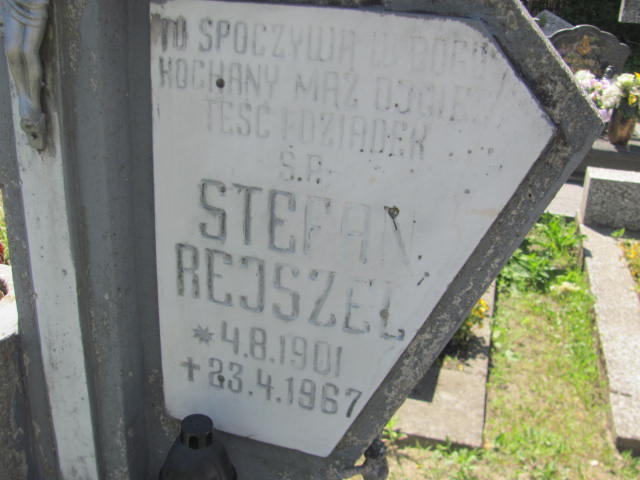 TU SPOCZYWA W BOGU
KOCHANY MĄŻ OJCIEC
TEŚĆ I DZIADEK
Ś.P.
STEFAN
REJSZEL
* 4.8.1901
+ 23.4.1967